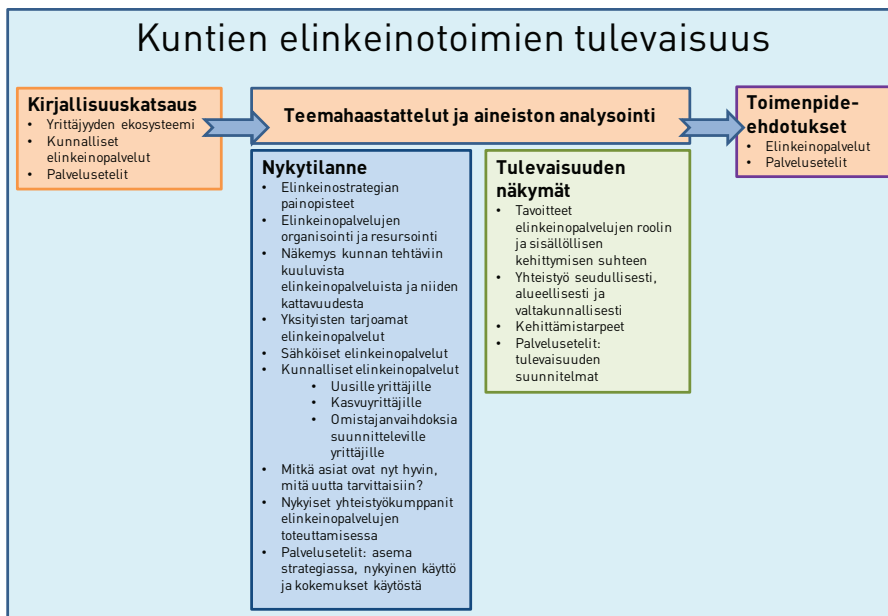 Kuntien elinkeinotoimien tulevaisuus
Kirjallisuuskatsaus
• Yrittäjyyden ekosysteemi
• Kunnalliset
elinkeinopalvelut
• Palvelusetelit
Teemahaastattelut ja aineiston analysointi
Toimenpide-
ehdotukset
• Elinkeinopalvelut
• Palvelusetelit
Nykytilanne
• Elinkeinostrategian
painopisteet
• Elinkeinopalvelujen
organisointi ja resursointi
• Näkemys kunnan tehtäviin
kuuluvista
elinkeinopalveluista ja niiden
kattavuudesta
• Yksityisten tarjoamat
elinkeinopalvelut
• Sähköiset elinkeinopalvelut
• Kunnalliset elinkeinopalvelut
• Uusille yrittäjille
• Kasvuyrittäjille
• Omistajanvaihdoksia
suunnitteleville
yrittäjille
• Mitkä asiat ovat nyt hyvin,
mitä uutta tarvittaisiin?
• Nykyiset yhteistyökumppanit
elinkeinopalvelujen
toteuttamisessa
• Palvelusetelit: asema
strategiassa, nykyinen käyttö
ja kokemukset käytöstä
Tulevaisuuden
näkymät
• Tavoitteet
elinkeinopalvelujen roolin
ja sisällöllisen
kehittymisen suhteen
• Yhteistyö seudullisesti,
alueellisesti ja
valtakunnallisesti
• Kehittämistarpeet
• Palvelusetelit:
tulevaisuuden
suunnitelmat